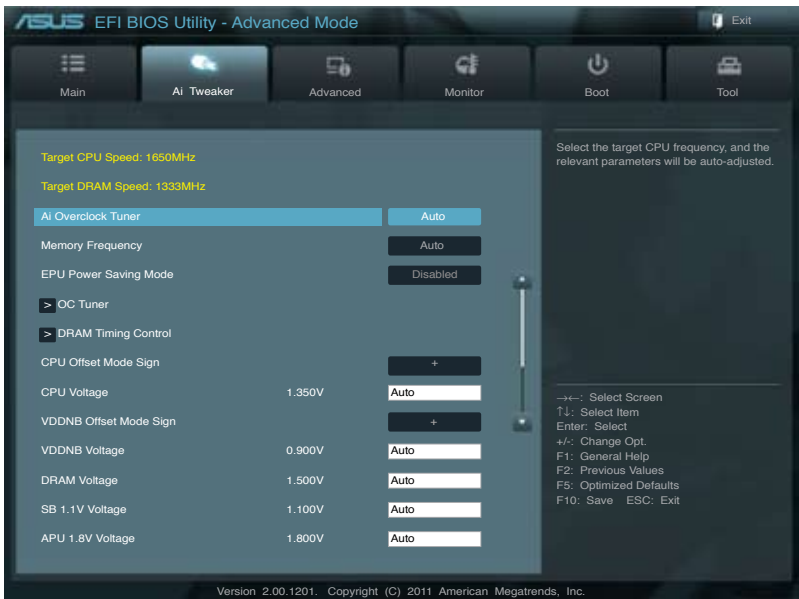 ASUS EFI BIOS Utility - Advanced Mode
Exit
Main
Ai Tweaker
Advanced
Monitor
Boot
Tool
Target CPU Speed: 1650MHz
Target DRAM Speed: 1333MHz
Ai Overclock Tuner Auto
Memory Frequency Auto
EPU Power Saving Mode Disabled
> OC Tuner
> DRAM Timing Control
CPU Offset Mode Sign +
CPU Voltage 1.350V Auto
VDDNB Offset Mode Sign +
VDDNB Voltage 0.900V Auto
DRAM Voltage 1.500V Auto
SB 1.1V Voltage 1.100V Auto
APU 1.8V Voltage 1.800V Auto
Select the target CPU frequency, and the
relevant parameters will be auto-adjusted.
→←: Select Screen
↑↓: Select Item
Enter: Select
+/-: Change Opt.
F1: General Help
F2: Previous Values
F5: Optimized Defaults
F10: Save ESC: Exit
Version 2.00.1201. Copyright (C) 2011 American Megatrends, Inc.